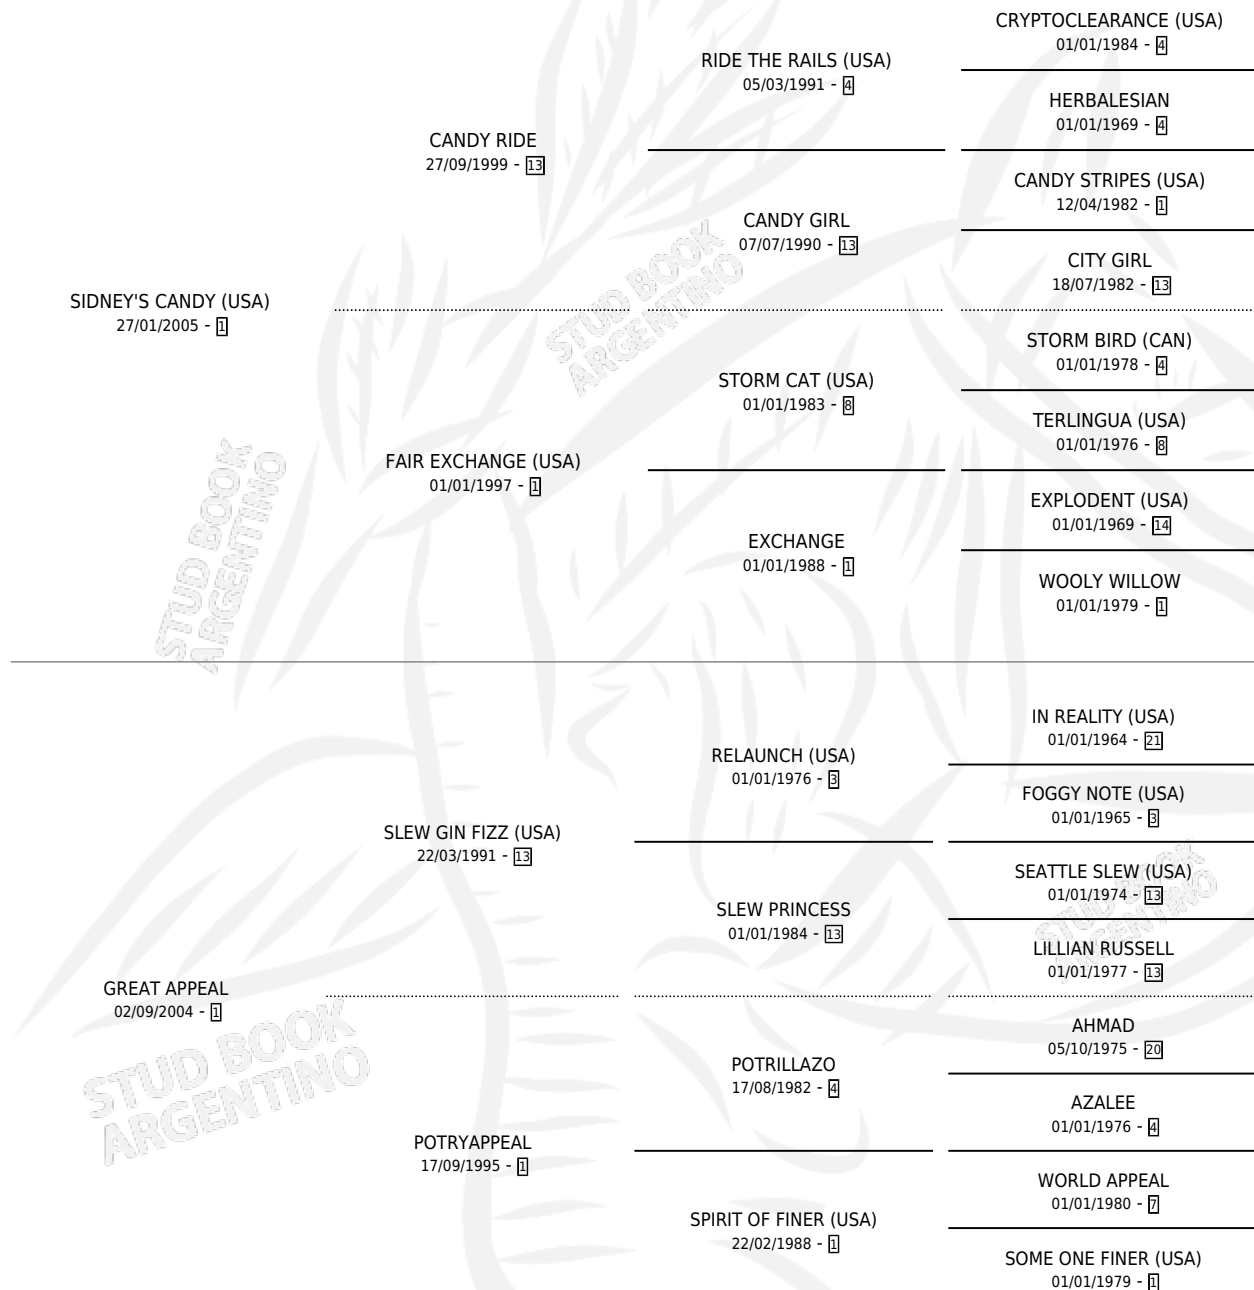 CRYPTOCLEARANCE (USA)
01/01/1984 - 4
RIDE THE RAILS (USA)
05/03/1991 - 4
HERBALESIAN
01/01/1969 - 4
CANDY RIDE
27/09/1999 - 13
CANDY STRIPES (USA)
12/04/1982 - 1
CANDY GIRL
07/07/1990 - 13
CITY GIRL
18/07/1982 - 13
SIDNEY'S CANDY (USA)
27/01/2005 - 1
STORM BIRD (CAN)
01/01/1978 - 4
STORM CAT (USA)
01/01/1983 - 8
TERLINGUA (USA)
01/01/1976 - 8
FAIR EXCHANGE (USA)
01/01/1997 - 1
EXPLODENT (USA)
01/01/1969 - 14
EXCHANGE
01/01/1988 - 1
WOOLY WILLOW
01/01/1979 - 1
IN REALITY (USA)
01/01/1964 - 21
RELAUNCH (USA)
01/01/1976 - 3
FOGGY NOTE (USA)
01/01/1965 - 3
SLEW GIN FIZZ (USA)
22/03/1991 - 13
SEATTLE SLEW (USA)
01/01/1974 - 13
SLEW PRINCESS
01/01/1984 - 13
LILLIAN RUSSELL
01/01/1977 - 13
GREAT APPEAL
02/09/2004 - 1
AHMAD
05/10/1975 - 20
POTRILLAZO
17/08/1982 - 4
AZALEE
01/01/1976 - 4
POTRYAPPEAL
17/09/1995 - 1
WORLD APPEAL
01/01/1980 - 7
SPIRIT OF FINER (USA)
22/02/1988 - 1
SOME ONE FINER (USA)
01/01/1979 - 1
STUD BOOK
ARGENTINO
STUD BOOK
ARGENTINO
STUD BOOK
ARGENTINO
STUD BOOK
ARGENTINO